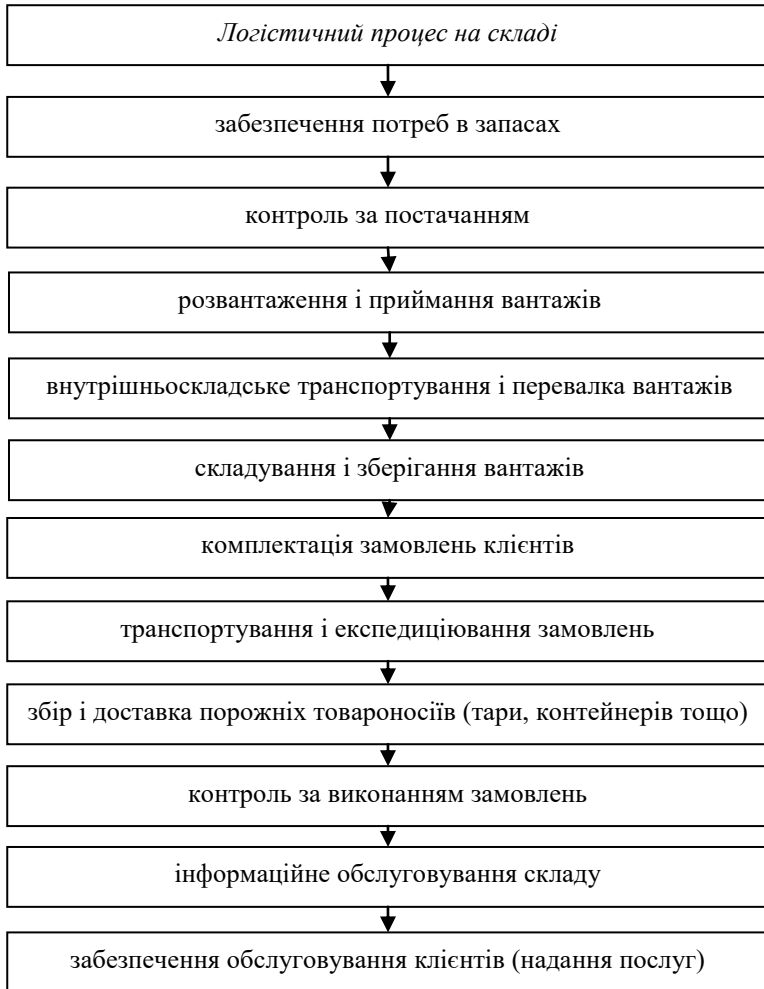 Логістичний процес на складі
забезпечення потреб в запасах
контроль за постачанням
розвантаження і приймання вантажів
внутрішньоскладське транспортування і перевалка вантажів
складування і зберігання вантажів
комплектація замовлень клієнтів
транспортування і експедиціювання замовлень
збір і доставка порожніх товароносіїв (тари, контейнерів тощо)
контроль за виконанням замовлень
інформаційне обслуговування складу
забезпечення обслуговування клієнтів (надання послуг)